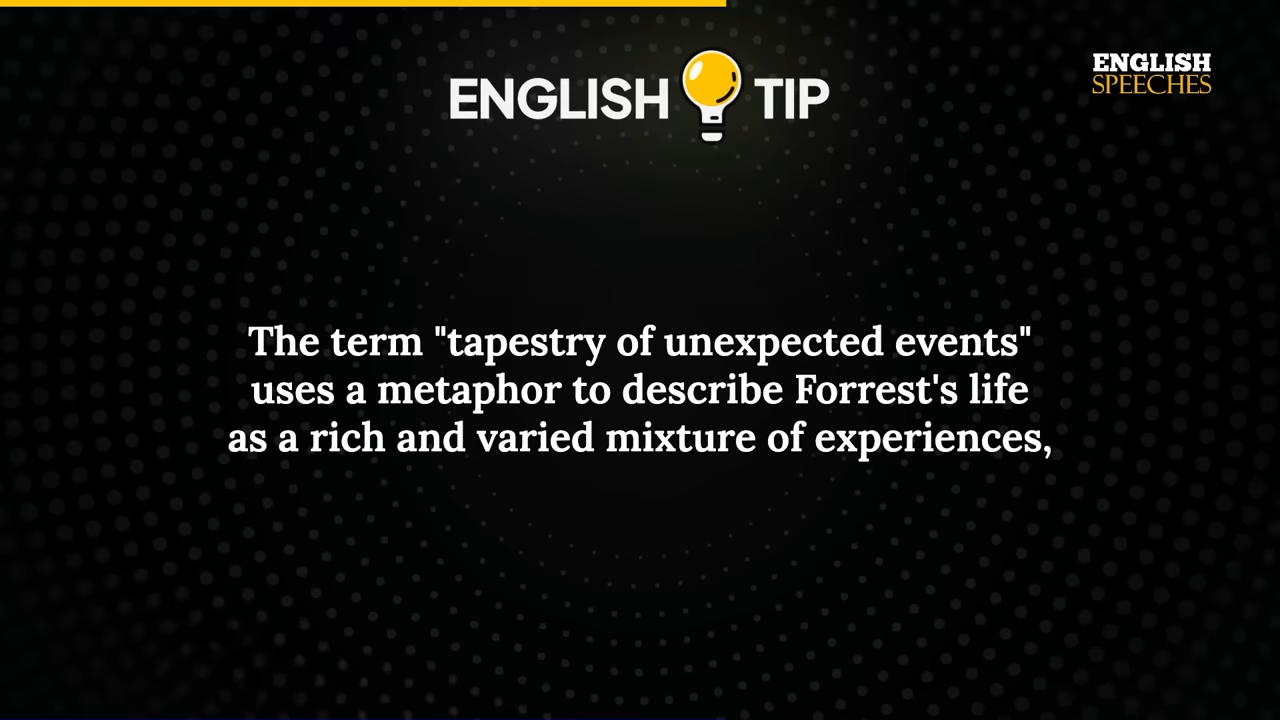 ENGLISH TIP
ENGLISH
SPEECHES
The term "tapestry of unexpected events"
uses a metaphor to describe Forrest's life
as a rich and varied mixture of experiences,